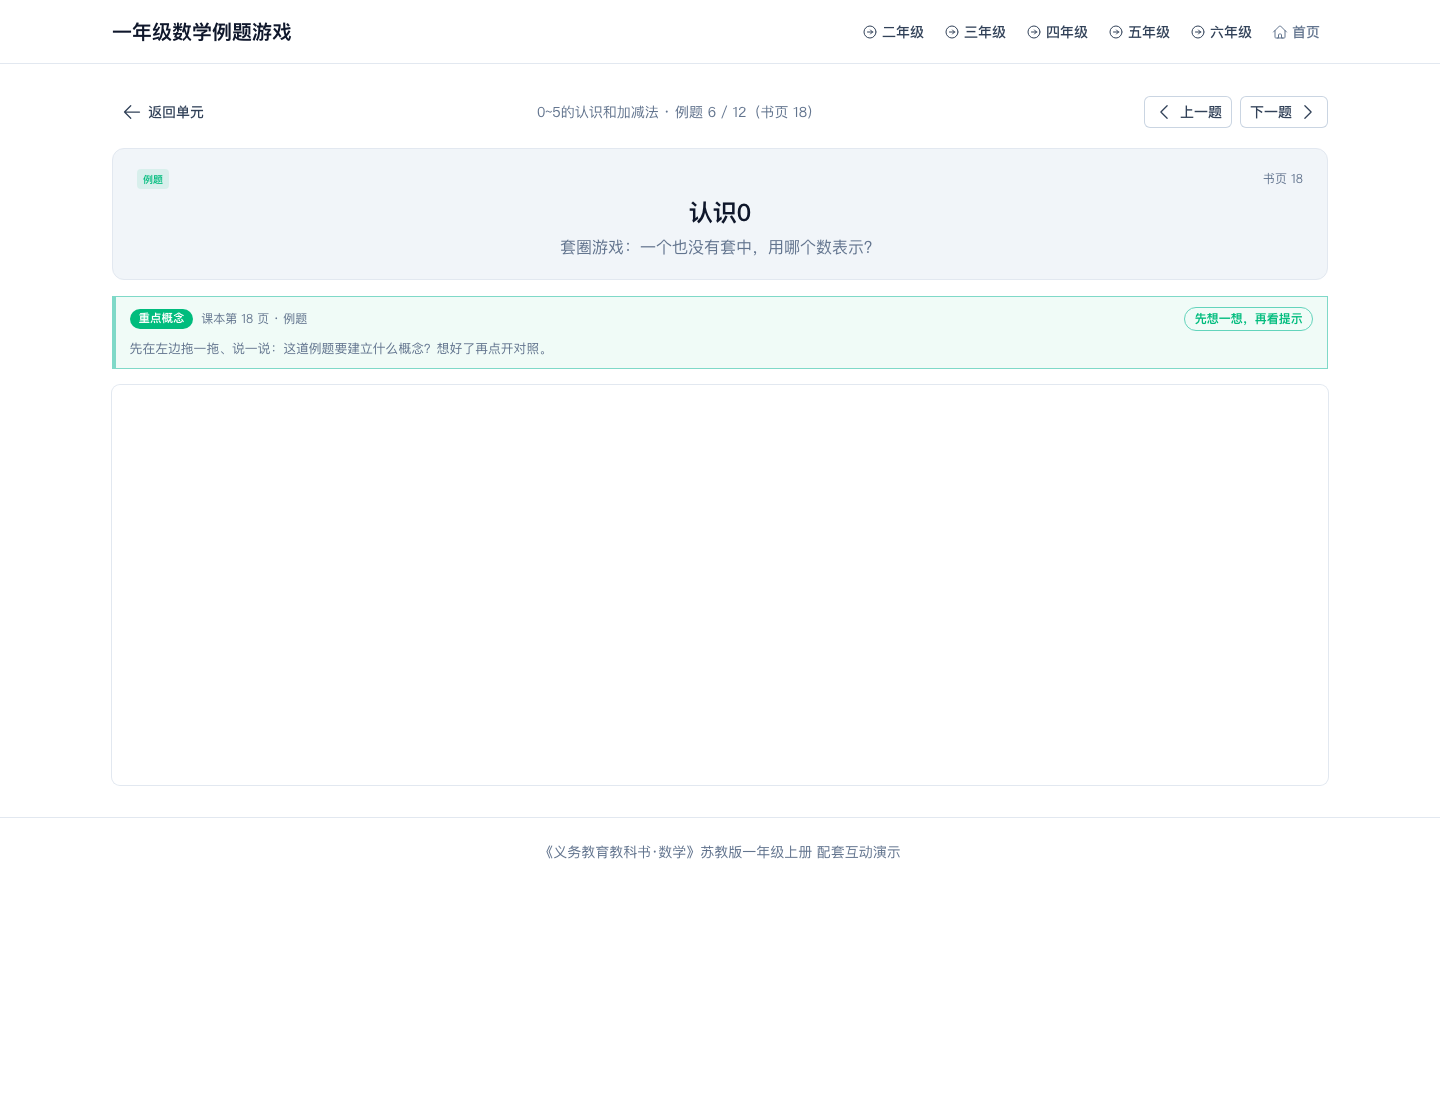 一年级数学例题游戏
二年级 三年级 四年级 五年级 六年级 首页
返回单元
0~5的认识和加减法 · 例题 6 / 12（书页 18）
上一题 下一题
例题
书页 18
认识0
套圈游戏：一个也没有套中，用哪个数表示？
重点概念 课本第 18 页 · 例题
先想一想，再看提示
先在左边拖一拖、说一说：这道例题要建立什么概念？想好了再点开对照。
《义务教育教科书·数学》苏教版一年级上册 配套互动演示